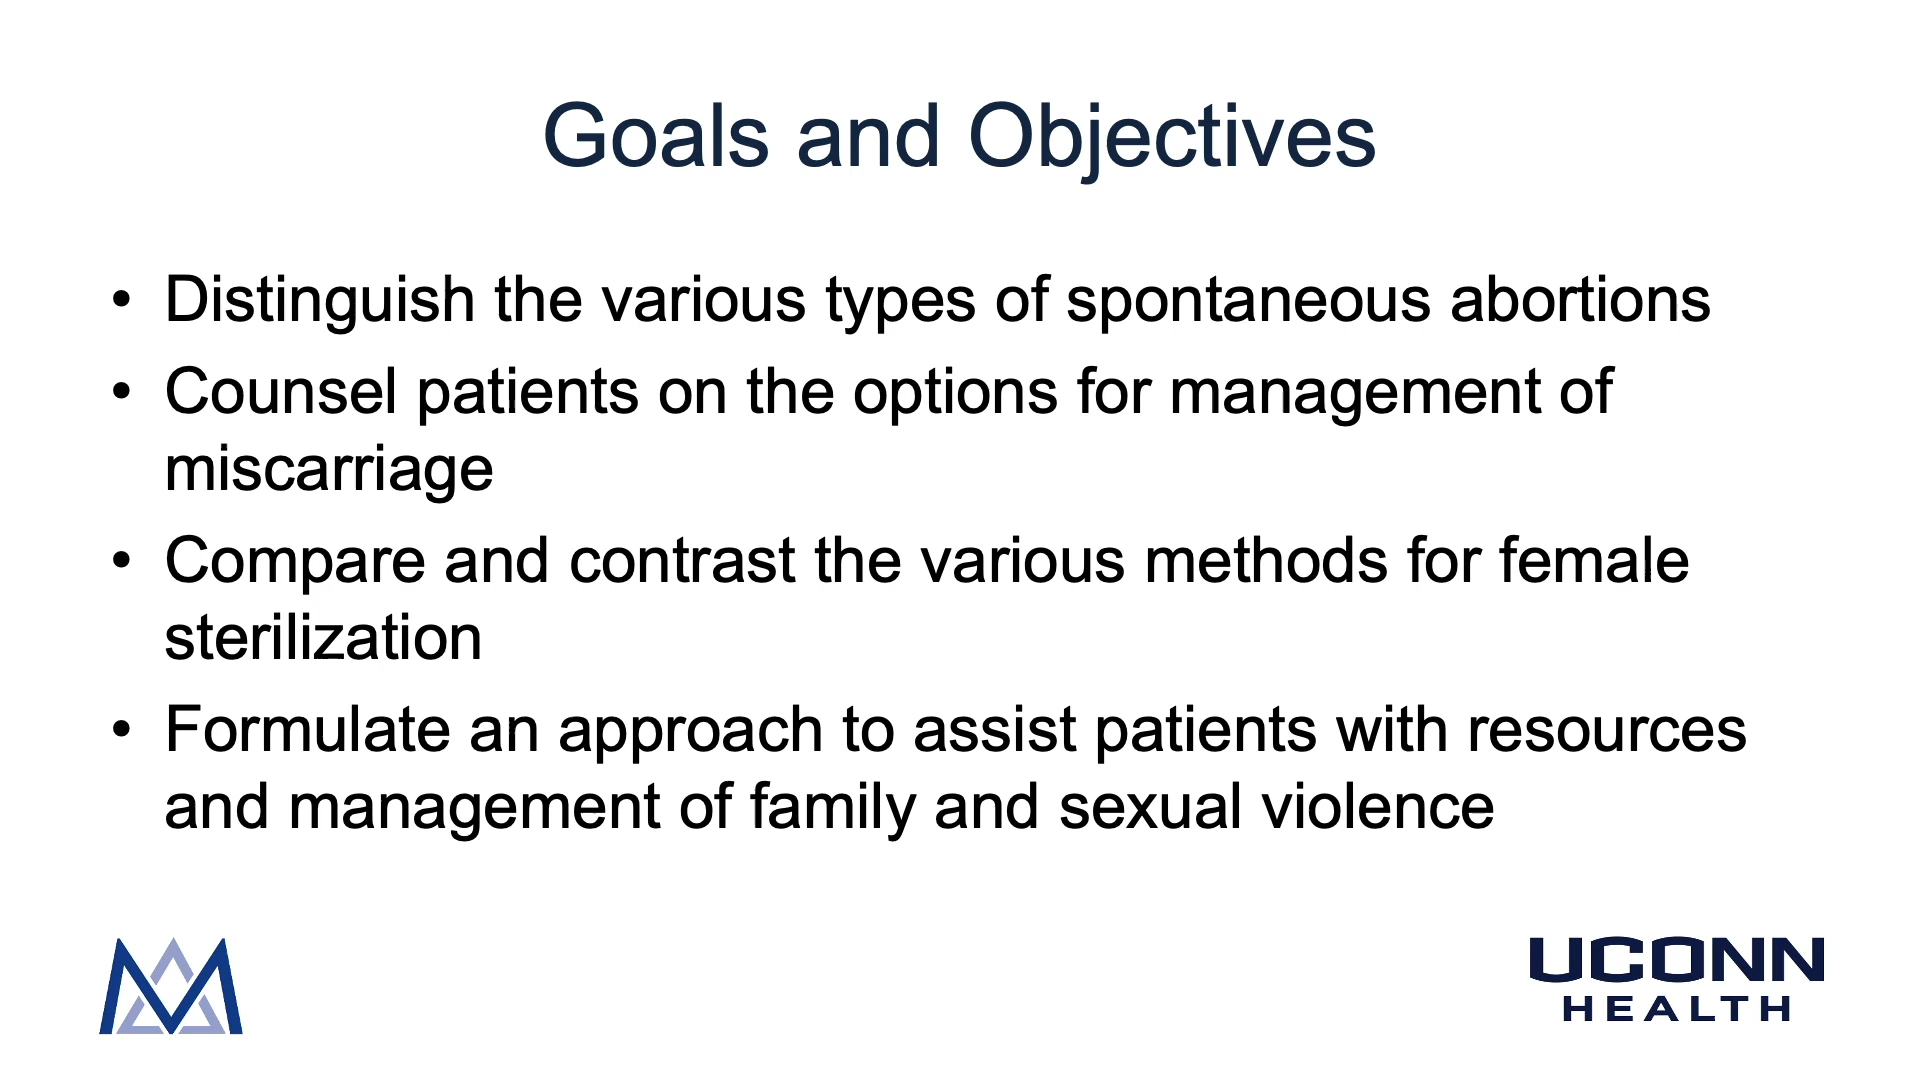 Goals and Objectives
• Distinguish the various types of spontaneous abortions
• Counsel patients on the options for management of
miscarriage
• Compare and contrast the various methods for female
sterilization
• Formulate an approach to assist patients with resources
and management of family and sexual violence
UCONN
HEALTH